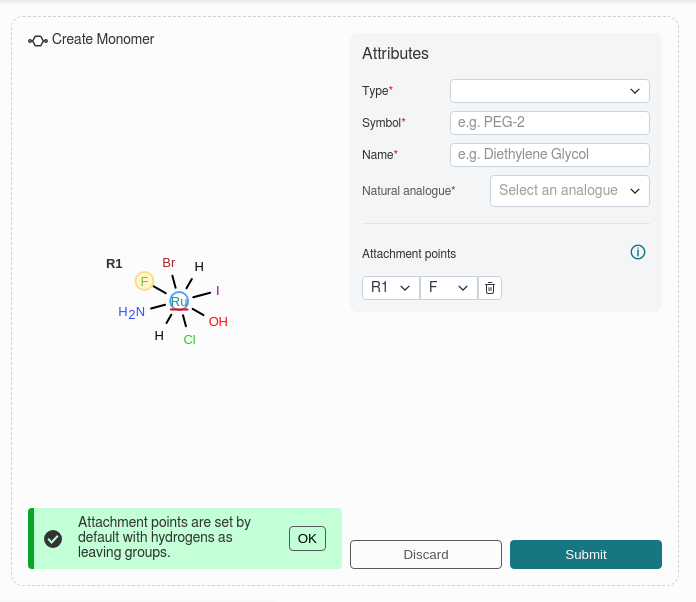 Create Monomer
Attributes
Type*
Symbol* e.g. PEG-2
Name* e.g. Diethylene Glycol
Natural analogue* Select an analogue
Attachment points
R1 F
R1 Br H
F I
Ru
H2N OH
H Cl
Attachment points are set by
default with hydrogens as
leaving groups.
OK
Discard Submit